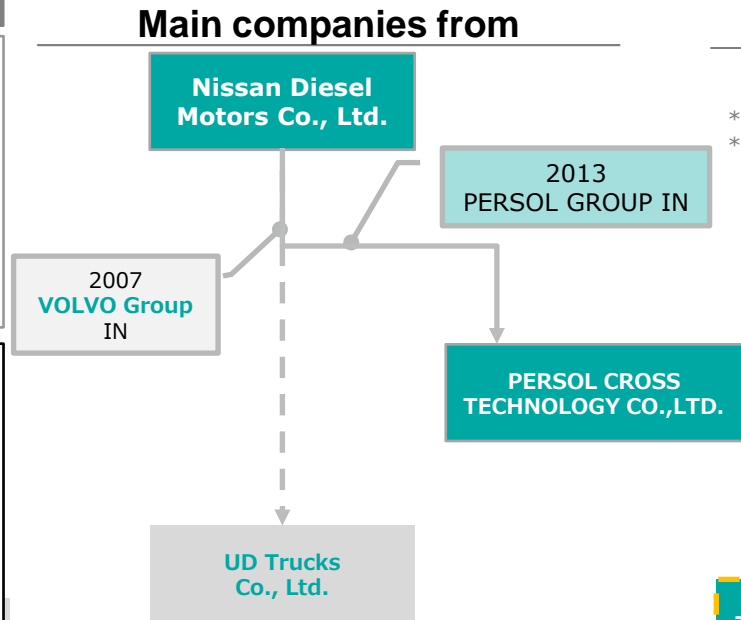 Main companies from
Nissan Diesel
Motors Co., Ltd.
*
*
2013
PERSOL GROUP IN
2007
VOLVO Group
IN
PERSOL CROSS
TECHNOLOGY CO.,LTD.
UD Trucks
Co., Ltd.